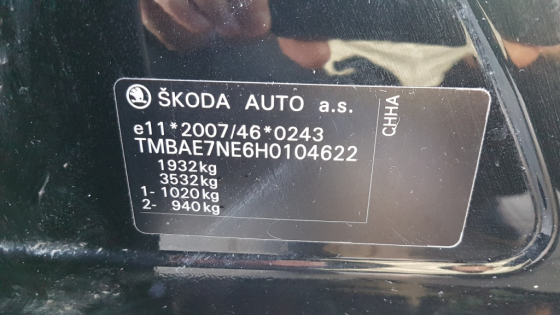 ŠKODA AUTO a.s.
e11*2007/46*0243
TMBAE7NE6H0104622
1932kg
3532kg
1- 1020kg
2- 940kg
CHHA